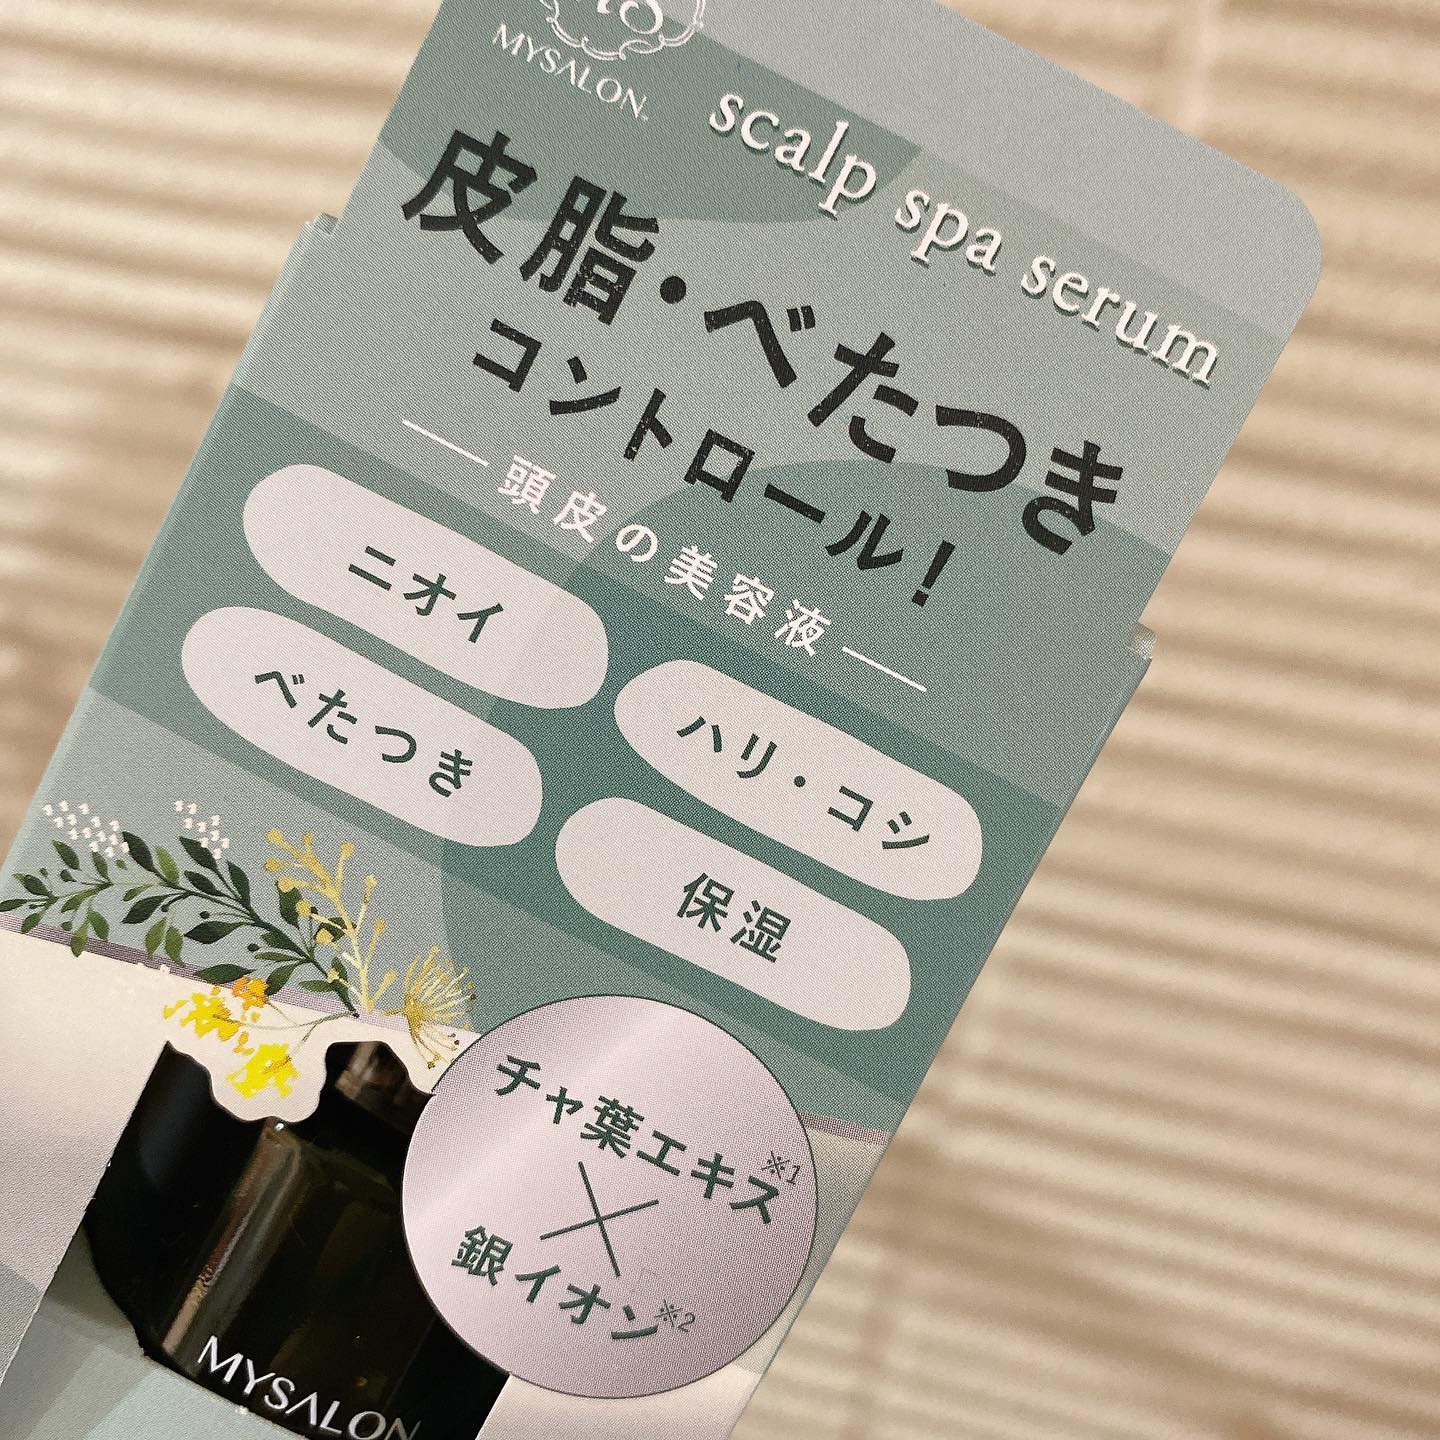 MYSALON
scalp spa serum
皮脂・べたつき
コントロール!
頭皮の美容液
ニオイ
ハリ・コシ
べたつき
保湿
チャ葉エキス※1
×
銀イオン※2
MYSALON